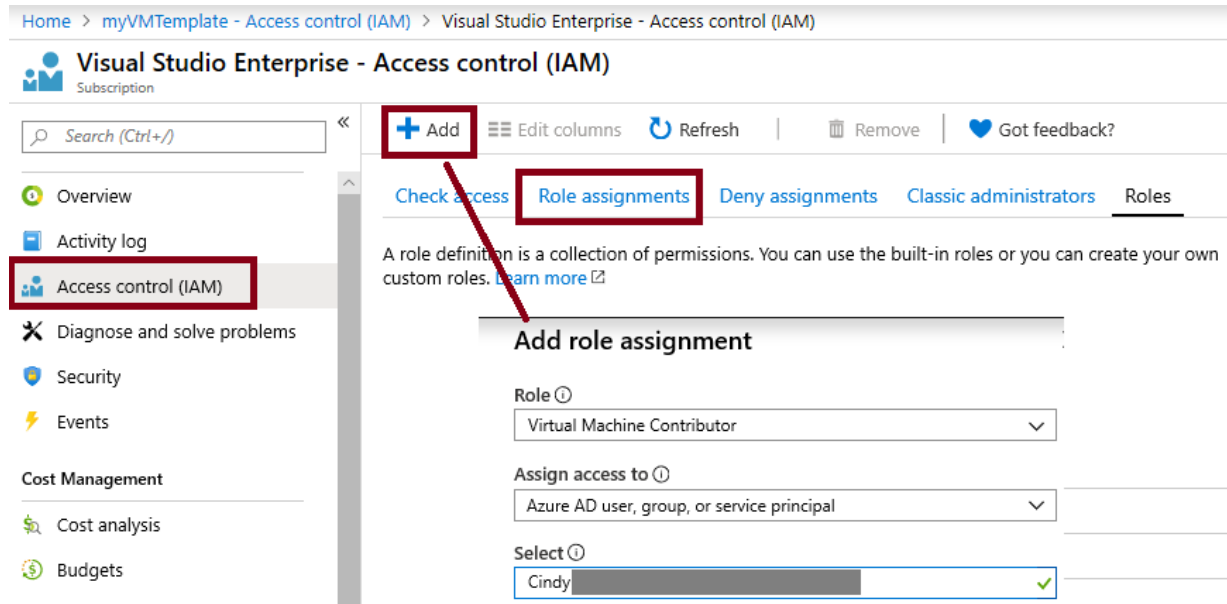 Home > myVMTemplate - Access control (IAM) > Visual Studio Enterprise - Access control (IAM)
Visual Studio Enterprise - Access control (IAM)
Subscription
Search (Ctrl+/)
«
Overview
Activity log
Access control (IAM)
Diagnose and solve problems
Security
Events
Cost Management
Cost analysis
Budgets
Add
Edit columns
Refresh
Remove
Got feedback?
Check access
Role assignments
Deny assignments
Classic administrators
Roles
A role definition is a collection of permissions. You can use the built-in roles or you can create your own
custom roles. Learn more
Add role assignment
Role
Virtual Machine Contributor
Assign access to
Azure AD user, group, or service principal
Select
Cindy